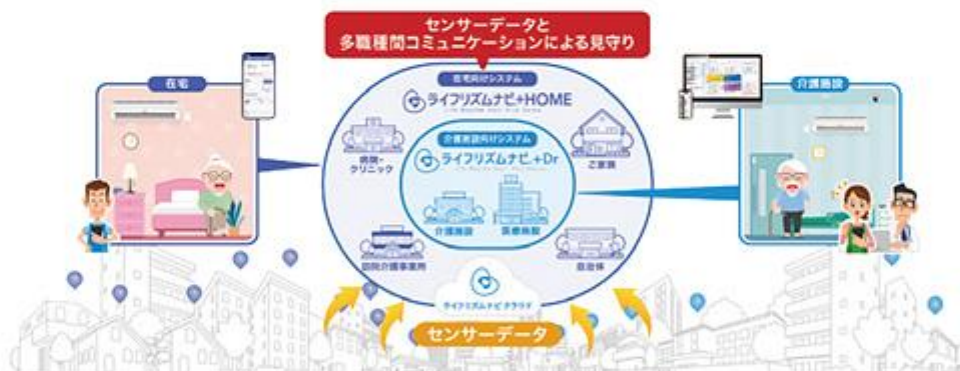 センサーデータと
多職種間コミュニケーションによる見守り
在宅
介護施設
在宅向けシステム
ライフリズムナビ+HOME
病院・
クリニック
ご家族
介護施設向けシステム
ライフリズムナビ+Dr
介護施設
医療施設
訪問介護事業所
自治体
ライフリズムナビクラウド
センサーデータ